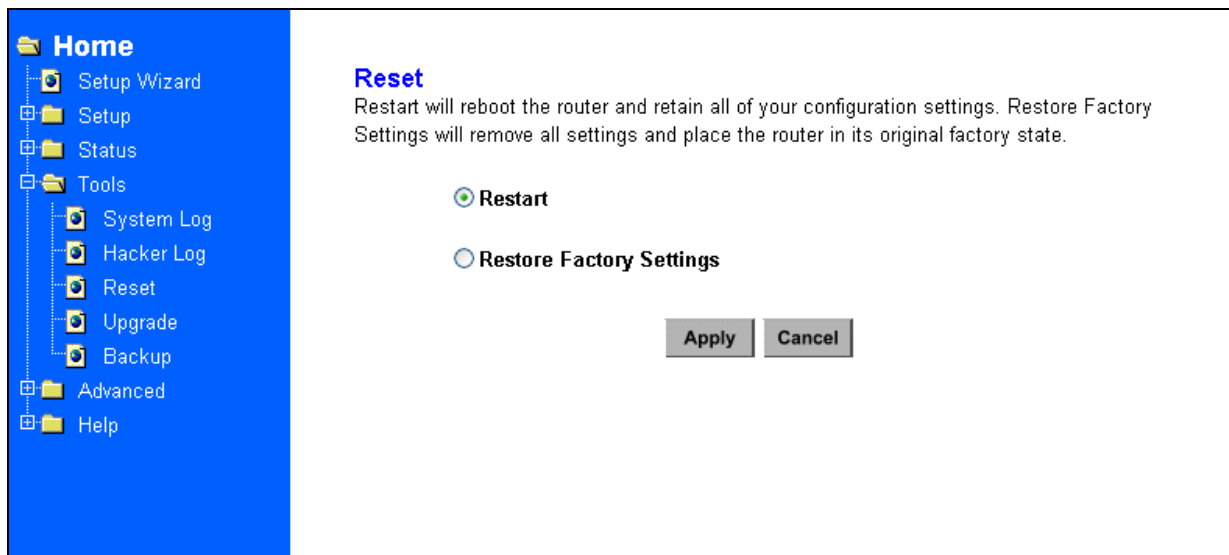 Home
Setup Wizard
Setup
Status
Tools
System Log
Hacker Log
Reset
Upgrade
Backup
Advanced
Help
Reset
Restart will reboot the router and retain all of your configuration settings. Restore Factory
Settings will remove all settings and place the router in its original factory state.
Restart
Restore Factory Settings
Apply Cancel